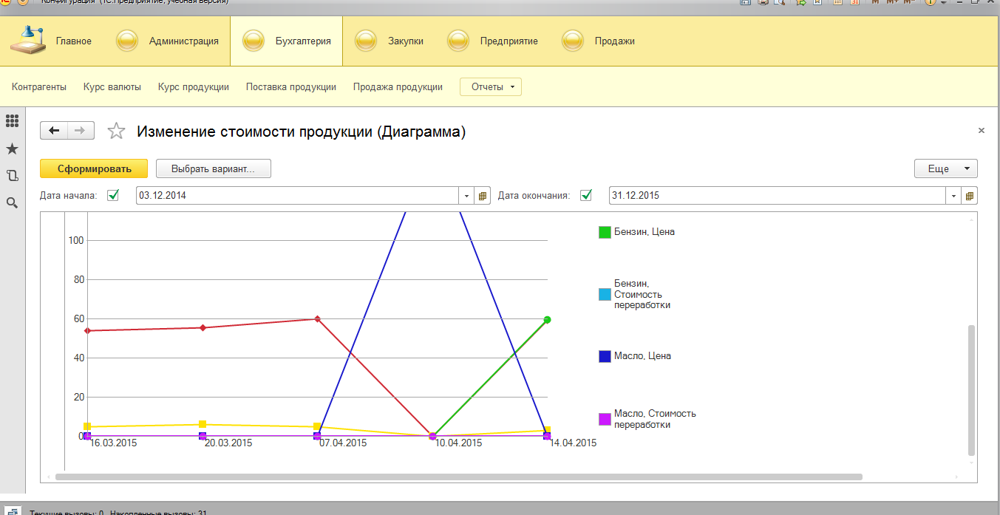 Конфигурация (1С:Предприятие, учебная версия)
M M+ M-
Главное Администрация Бухгалтерия Закупки Предприятие Продажи
Контрагенты Курс валюты Курс продукции Поставка продукции Продажа продукции Отчеты
Изменение стоимости продукции (Диаграмма)
Сформировать Выбрать вариант... Еще
Дата начала: 03.12.2014 Дата окончания: 31.12.2015
100
80
60
40
20
0
16.03.2015 20.03.2015 07.04.2015 10.04.2015 14.04.2015
Бензин, Цена
Бензин,
Стоимость
переработки
Масло, Цена
Масло, Стоимость
переработки
Текущие вызовы: 0 Накопленные вызовы: 31